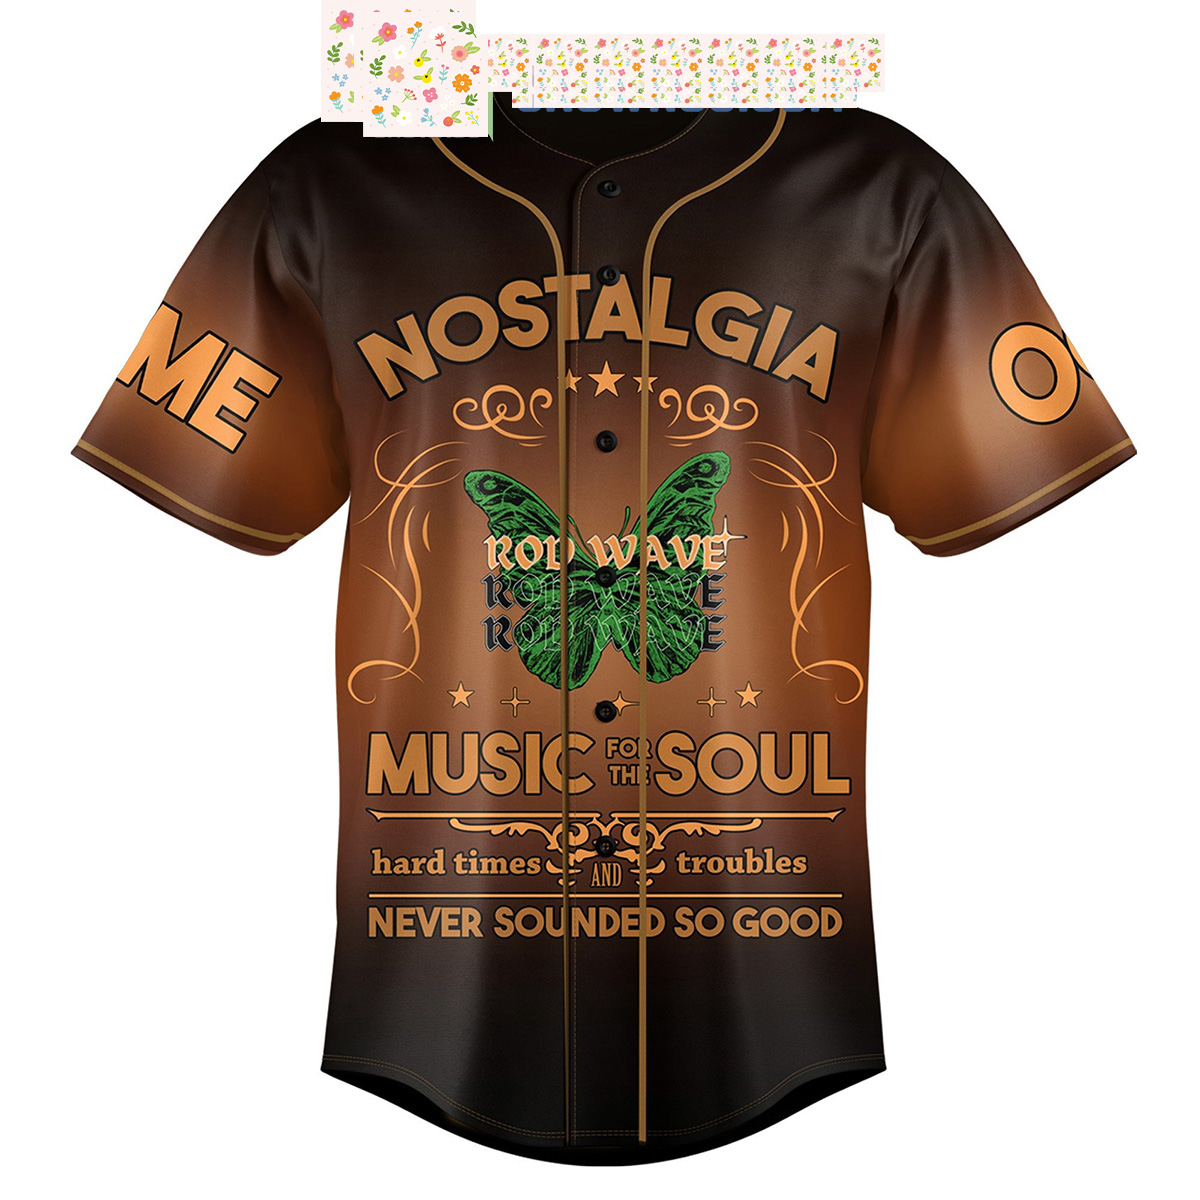 NOSTALGIA
ME
ROD WAVE
ROD WAVE
ROD WAVE
MUSIC FOR THE SOUL
hard times AND troubles
NEVER SOUNDED SO GOOD